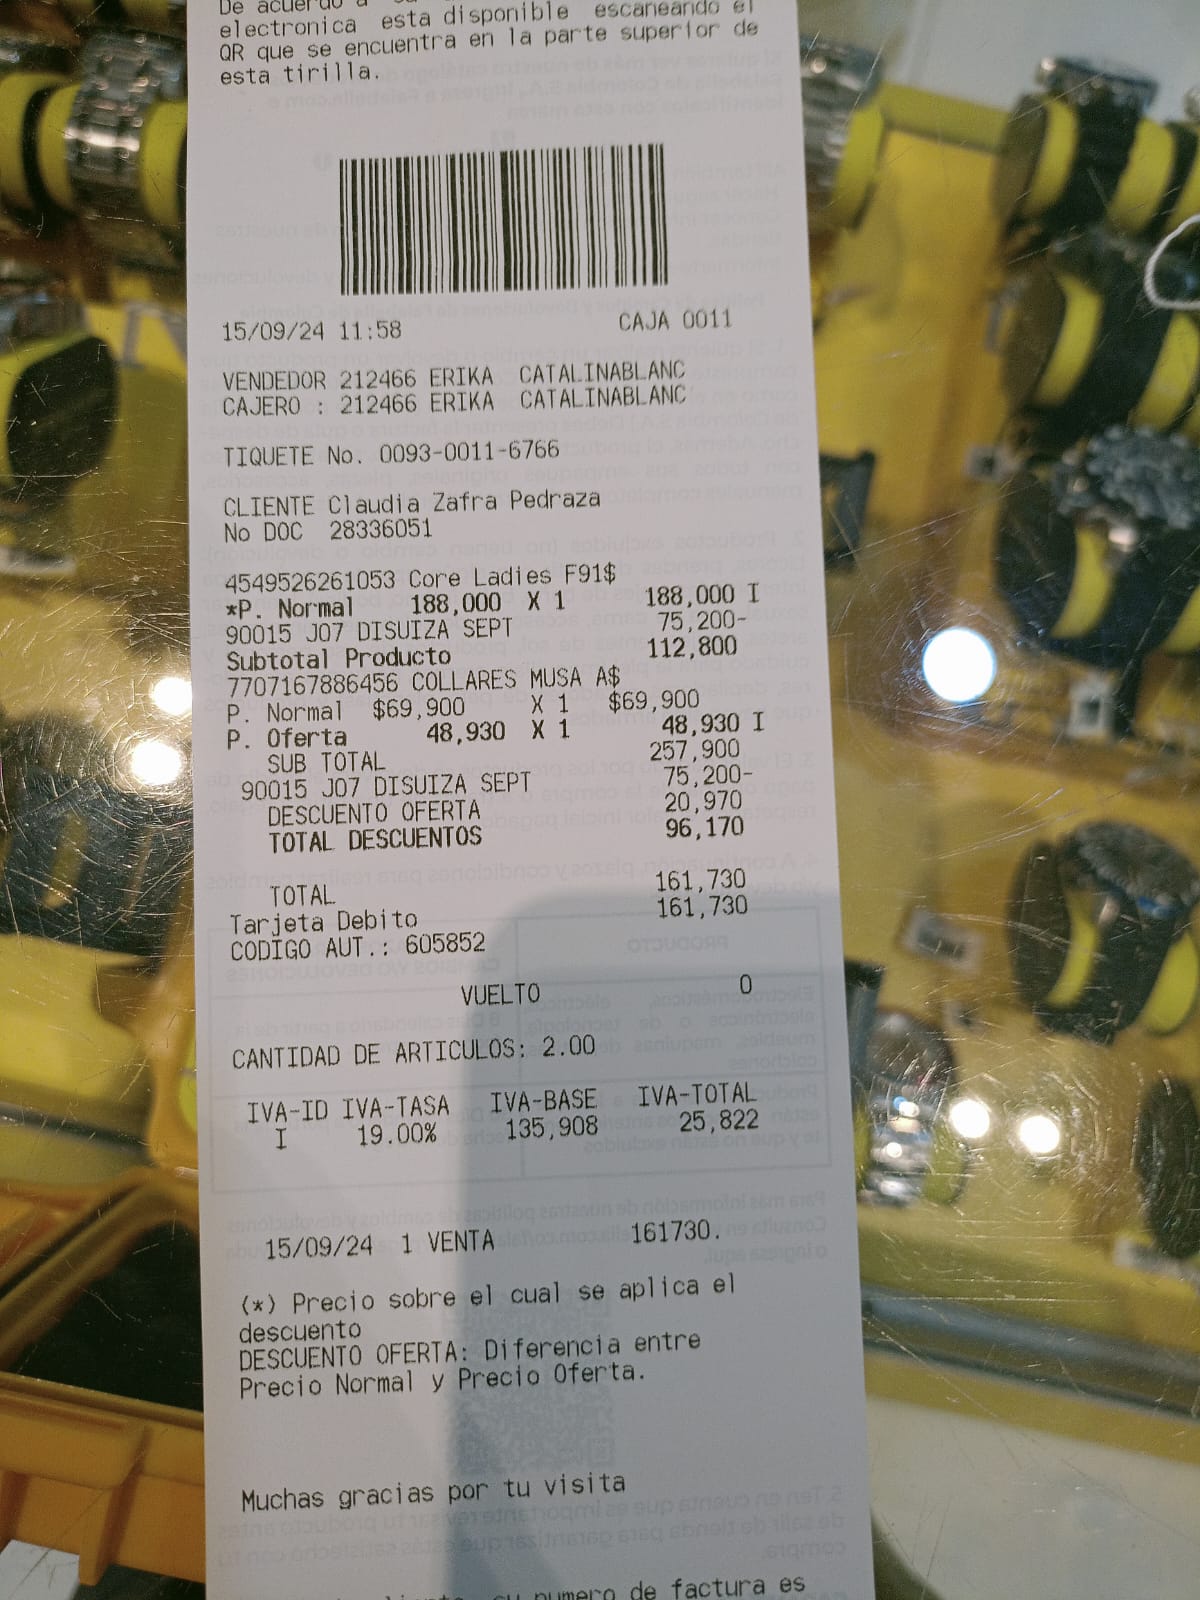 De acuerdo a
electronica esta disponible escaneando el
QR que se encuentra en la parte superior de
esta tirilla.
15/09/24 11:58 CAJA 0011
VENDEDOR 212466 ERIKA CATALINABLANC
CAJERO : 212466 ERIKA CATALINABLANC
TIQUETE No. 0093-0011-6766
CLIENTE Claudia Zafra Pedraza
No DOC 28336051
4549526261053 Core Ladies F91$
*P. Normal 188,000 X 1 188,000 I
90015 J07 DISUIZA SEPT 75,200-
Subtotal Producto 112,800
7707167886456 COLLARES MUSA A$
P. Normal $69,900 X 1 $69,900
P. Oferta 48,930 X 1 48,930 I
SUB TOTAL 257,900
90015 J07 DISUIZA SEPT 75,200-
DESCUENTO OFERTA 20,970
TOTAL DESCUENTOS 96,170
TOTAL 161,730
Tarjeta Debito 161,730
CODIGO AUT.: 605852
VUELTO 0
CANTIDAD DE ARTICULOS: 2.00
IVA-ID IVA-TASA IVA-BASE IVA-TOTAL
I 19.00% 135,908 25,822
15/09/24 1 VENTA 161730.
(*) Precio sobre el cual se aplica el
descuento
DESCUENTO OFERTA: Diferencia entre
Precio Normal y Precio Oferta.
Muchas gracias por tu visita
su numero de factura es